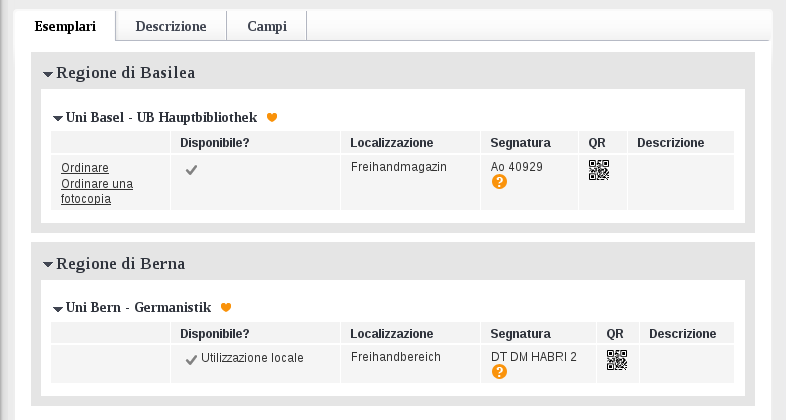 Esemplari Descrizione Campi
Regione di Basilea
Uni Basel - UB Hauptbibliothek
Disponibile? Localizzazione Segnatura QR Descrizione
Ordinare Freihandmagazin Ao 40929
Ordinare una ?
fotocopia
Regione di Berna
Uni Bern - Germanistik
Disponibile? Localizzazione Segnatura QR Descrizione
Utilizzazione locale Freihandbereich DT DM HABRI 2
?